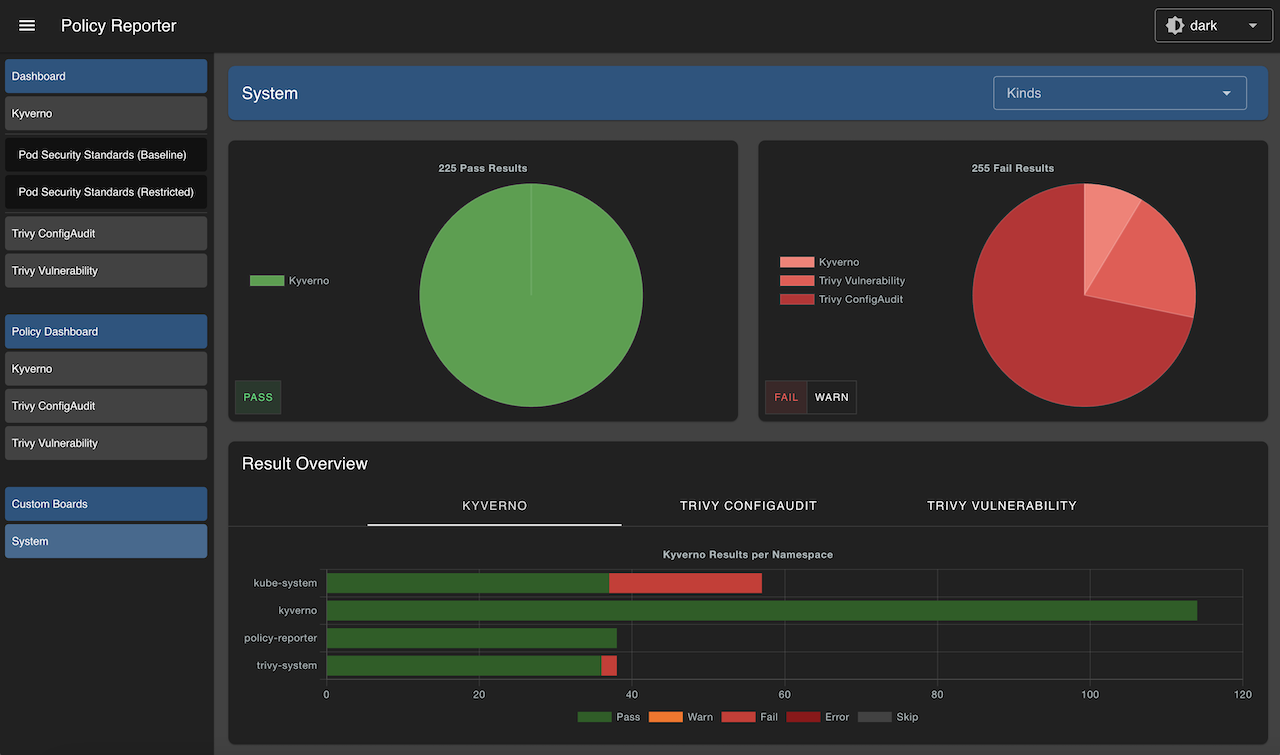 Policy Reporter
dark
Dashboard
Kyverno
Pod Security Standards (Baseline)
Pod Security Standards (Restricted)
Trivy ConfigAudit
Trivy Vulnerability
Policy Dashboard
Kyverno
Trivy ConfigAudit
Trivy Vulnerability
Custom Boards
System
System
Kinds
225 Pass Results
Kyverno
PASS
255 Fail Results
Kyverno
Trivy Vulnerability
Trivy ConfigAudit
FAIL WARN
Result Overview
KYVERNO TRIVY CONFIGAUDIT TRIVY VULNERABILITY
Kyverno Results per Namespace
kube-system
kyverno
policy-reporter
trivy-system
0 20 40 60 80 100 120
Pass Warn Fail Error Skip